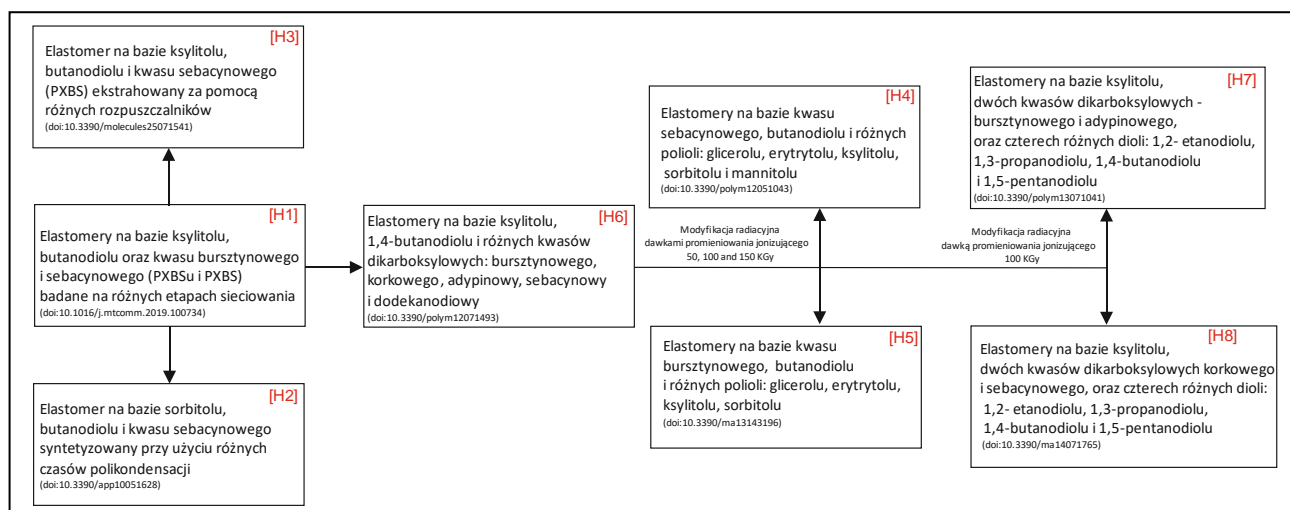 [H3]
Elastomer na bazie ksylitolu,
butanodiolu i kwasu sebacynowego
(PXBS) ekstrahowany za pomocą
różnych rozpuszczalników
(doi:10.3390/molecules25071541)
[H1]
Elastomery na bazie ksylitolu,
butanodiolu oraz kwasu bursztynowego
i sebacynowego (PXBSu i PXBS)
badane na różnych etapach sieciowania
(doi:10.1016/j.mtcomm.2019.100734)
[H2]
Elastomer na bazie sorbitolu,
butanodiolu i kwasu sebacynowego
syntetyzowany przy użyciu różnych
czasów polikondensacji
(doi:10.3390/app10051628)
[H6]
Elastomery na bazie ksylitolu,
1,4-butanodiolu i różnych kwasów
dikarboksylowych: bursztynowego,
korkowego, adypinowy, sebacynowy
i dodekanodiowy
(doi:10.3390/polym12071493)
[H4]
Elastomery na bazie kwasu
sebacynowego, butanodiolu i różnych
polioli: glicerolu, erytrytolu, ksylitolu,
sorbitolu i mannitolu
(doi:10.3390/polym12051043)
Modyfikacja radiacyjna
dawkami promieniowania jonizującego
50, 100 and 150 KGy
[H5]
Elastomery na bazie kwasu
bursztynowego, butanodiolu
i różnych polioli: glicerolu, erytrytolu,
ksylitolu, sorbitolu
(doi:10.3390/ma13143196)
[H7]
Elastomery na bazie ksylitolu,
dwóch kwasów dikarboksylowych -
bursztynowego i adypinowego,
oraz czterech różnych dioli: 1,2- etanodiolu,
1,3-propanodiolu, 1,4-butanodiolu
i 1,5-pentanodiolu
(doi:10.3390/polym13071041)
Modyfikacja radiacyjna
dawką promieniowania jonizującego
100 KGy
[H8]
Elastomery na bazie ksylitolu,
dwóch kwasów dikarboksylowych korkowego
i sebacynowego, oraz czterech różnych dioli:
1,2- etanodiolu, 1,3-propanodiolu,
1,4-butanodiolu i 1,5-pentanodiolu
(doi:10.3390/ma14071765)